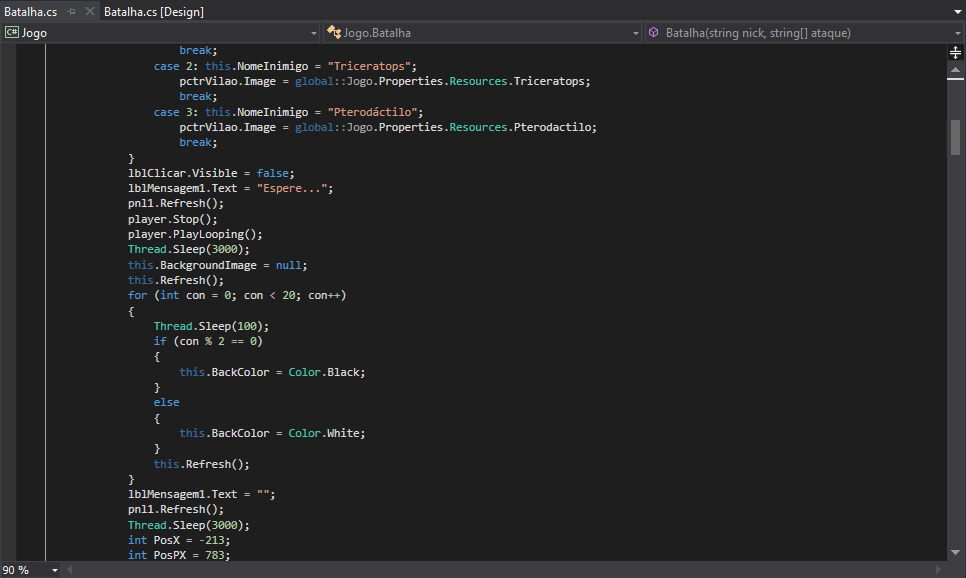 Batalha.cs Batalha.cs [Design]
C# Jogo Jogo.Batalha Batalha(string nick, string[] ataque)
break;
case 2: this.NomeInimigo = "Triceratops";
pctrVilao.Image = global::Jogo.Properties.Resources.Triceratops;
break;
case 3: this.NomeInimigo = "Pterodáctilo";
pctrVilao.Image = global::Jogo.Properties.Resources.Pterodactilo;
break;
}
lblClicar.Visible = false;
lblMensagem1.Text = "Espere...";
pnl1.Refresh();
player.Stop();
player.PlayLooping();
Thread.Sleep(3000);
this.BackgroundImage = null;
this.Refresh();
for (int con = 0; con < 20; con++)
{
Thread.Sleep(100);
if (con % 2 == 0)
{
this.BackColor = Color.Black;
}
else
{
this.BackColor = Color.White;
}
this.Refresh();
}
lblMensagem1.Text = "";
pnl1.Refresh();
Thread.Sleep(3000);
int PosX = -213;
int PosPX = 783;
90 %